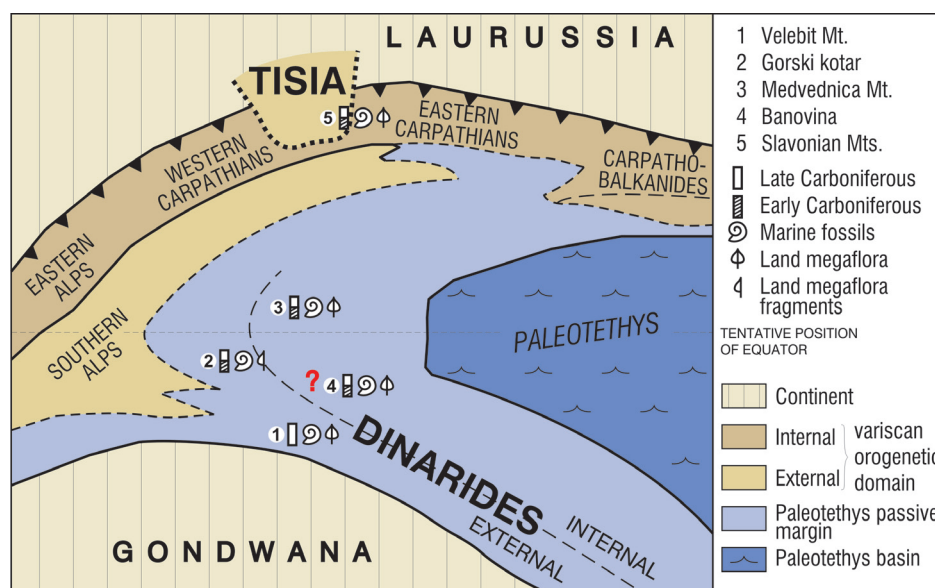 LAURUSSIA
TISIA
5
EASTERN
CARPATHIANS
WESTERN
CARPATHIANS
CARPATHO-
BALKANIDES
EASTERN
ALPS
3
SOUTHERN
ALPS
PALEOTETHYS
2
? 4
1
DINARIDES
EXTERNAL
INTERNAL
GONDWANA
1 Velebit Mt.
2 Gorski kotar
3 Medvednica Mt.
4 Banovina
5 Slavonian Mts.
Late Carboniferous
Early Carboniferous
Marine fossils
Land megaflora
Land megaflora
fragments
TENTATIVE POSITION
OF EQUATOR
Continent
Internal
External
variscan
orogenetic
domain
Paleotethys passive
margin
Paleotethys basin